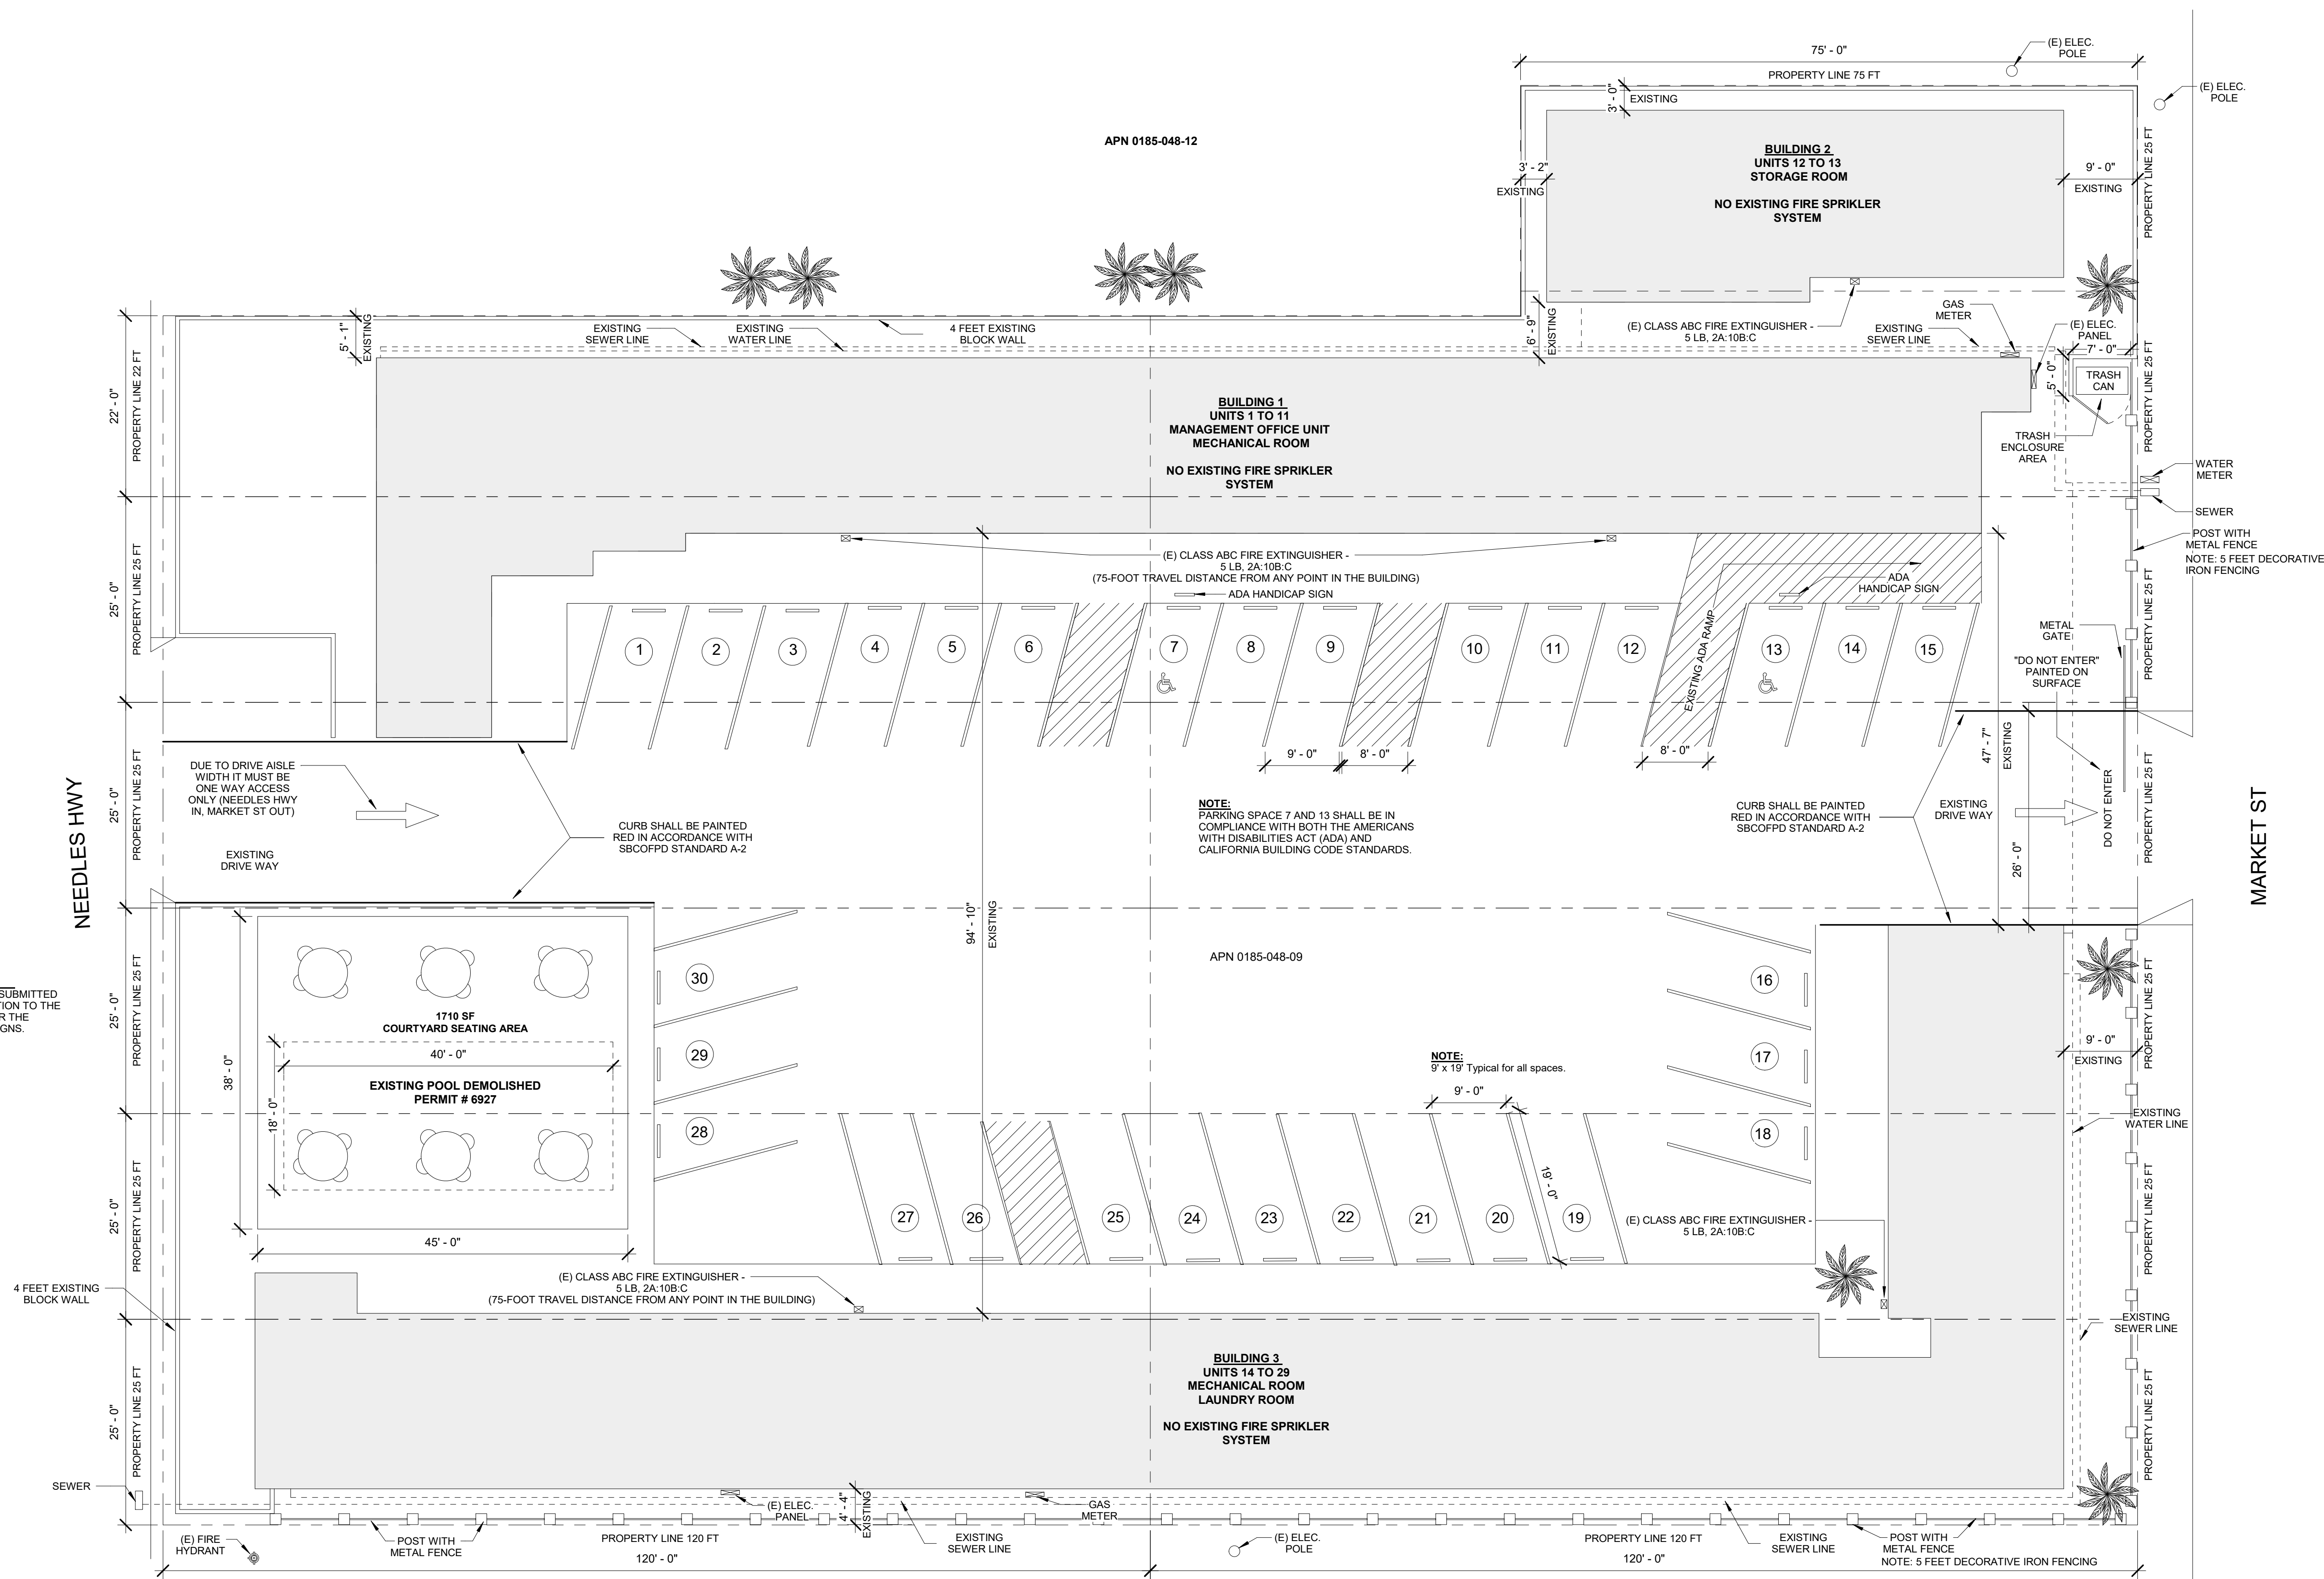 75' - 0"
(E) ELEC.
POLE
PROPERTY LINE 75 FT
(E) ELEC.
POLE
3' - 0"
EXISTING
APN 0185-048-12
BUILDING 2
UNITS 12 TO 13
STORAGE ROOM
NO EXISTING FIRE SPRIKLER
SYSTEM
3' - 2"
EXISTING
9' - 0"
EXISTING
PROPERTY LINE 25 FT
5' - 1"
EXISTING
EXISTING
SEWER LINE
EXISTING
WATER LINE
4 FEET EXISTING
BLOCK WALL
6' - 9"
EXISTING
(E) CLASS ABC FIRE EXTINGUISHER -
5 LB, 2A:10B:C
GAS
METER
EXISTING
SEWER LINE
(E) ELEC.
PANEL
7' - 0"
5' - 0"
TRASH
CAN
TRASH
ENCLOSURE
AREA
PROPERTY LINE 25 FT
22' - 0"
PROPERTY LINE 22 FT
BUILDING 1
UNITS 1 TO 11
MANAGEMENT OFFICE UNIT
MECHANICAL ROOM
NO EXISTING FIRE SPRIKLER
SYSTEM
WATER
METER
SEWER
POST WITH
METAL FENCE
NOTE: 5 FEET DECORATIVE
IRON FENCING
25' - 0"
PROPERTY LINE 25 FT
(E) CLASS ABC FIRE EXTINGUISHER -
5 LB, 2A:10B:C
(75-FOOT TRAVEL DISTANCE FROM ANY POINT IN THE BUILDING)
ADA HANDICAP SIGN
ADA
HANDICAP SIGN
EXISTING ADA RAMP
PROPERTY LINE 25 FT
METAL
GATE
"DO NOT ENTER"
PAINTED ON
SURFACE
1
2
3
4
5
6
7
8
9
10
11
12
13
14
15
9' - 0"
8' - 0"
8' - 0"
47' - 7"
EXISTING
NEEDLES HWY
25' - 0"
PROPERTY LINE 25 FT
DUE TO DRIVE AISLE
WIDTH IT MUST BE
ONE WAY ACCESS
ONLY (NEEDLES HWY
IN, MARKET ST OUT)
EXISTING
DRIVE WAY
CURB SHALL BE PAINTED
RED IN ACCORDANCE WITH
SBCOFPD STANDARD A-2
NOTE:
PARKING SPACE 7 AND 13 SHALL BE IN
COMPLIANCE WITH BOTH THE AMERICANS
WITH DISABILITIES ACT (ADA) AND
CALIFORNIA BUILDING CODE STANDARDS.
CURB SHALL BE PAINTED
RED IN ACCORDANCE WITH
SBCOFPD STANDARD A-2
EXISTING
DRIVE WAY
26' - 0"
DO NOT ENTER
PROPERTY LINE 25 FT
MARKET ST
94' - 10"
EXISTING
APN 0185-048-09
SUBMITTED
TION TO THE
R THE
GNS.
25' - 0"
PROPERTY LINE 25 FT
1710 SF
COURTYARD SEATING AREA
40' - 0"
38' - 0"
18' - 0"
EXISTING POOL DEMOLISHED
PERMIT # 6927
45' - 0"
30
29
28
16
17
18
PROPERTY LINE 25 FT
9' - 0"
EXISTING
NOTE:
9' x 19' Typical for all spaces.
9' - 0"
19' - 0"
EXISTING
WATER LINE
25' - 0"
PROPERTY LINE 25 FT
27
26
25
24
23
22
21
20
19
(E) CLASS ABC FIRE EXTINGUISHER -
5 LB, 2A:10B:C
PROPERTY LINE 25 FT
4 FEET EXISTING
BLOCK WALL
(E) CLASS ABC FIRE EXTINGUISHER -
5 LB, 2A:10B:C
(75-FOOT TRAVEL DISTANCE FROM ANY POINT IN THE BUILDING)
EXISTING
SEWER LINE
25' - 0"
PROPERTY LINE 25 FT
BUILDING 3
UNITS 14 TO 29
MECHANICAL ROOM
LAUNDRY ROOM
NO EXISTING FIRE SPRIKLER
SYSTEM
PROPERTY LINE 25 FT
SEWER
(E) FIRE
HYDRANT
POST WITH
METAL FENCE
PROPERTY LINE 120 FT
120' - 0"
(E) ELEC.
PANEL
4' - 4"
EXISTING
EXISTING
SEWER LINE
GAS
METER
(E) ELEC.
POLE
PROPERTY LINE 120 FT
120' - 0"
EXISTING
SEWER LINE
POST WITH
METAL FENCE
NOTE: 5 FEET DECORATIVE IRON FENCING